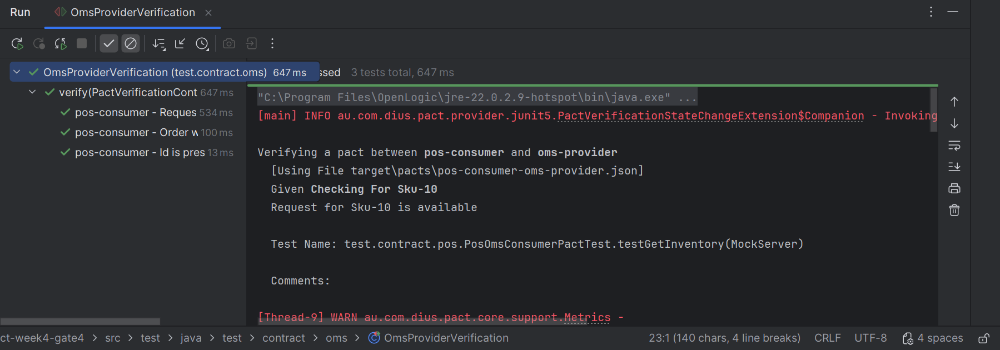 Run OmsProviderVerification
OmsProviderVerification (test.contract.oms) 647 ms ssed 3 tests total, 647 ms
verify(PactVerificationCont 647 ms
pos-consumer - Reques 534 ms
pos-consumer - Order w 100 ms
pos-consumer - Id is pres 13 ms
"C:\Program Files\OpenLogic\jre-22.0.2.9-hotspot\bin\java.exe" ...
[main] INFO au.com.dius.pact.provider.junit5.PactVerificationStateChangeExtension$Companion - Invoking
Verifying a pact between pos-consumer and oms-provider
[Using File target\pacts\pos-consumer-oms-provider.json]
Given Checking For Sku-10
Request for Sku-10 is available
Test Name: test.contract.pos.PosOmsConsumerPactTest.testGetInventory(MockServer)
Comments:
[Thread-9] WARN au.com.dius.pact.core.support.Metrics -
ct-week4-gate4 > src > test > java > test > contract > oms > OmsProviderVerification 23:1 (140 chars, 4 line breaks) CRLF UTF-8 4 spaces